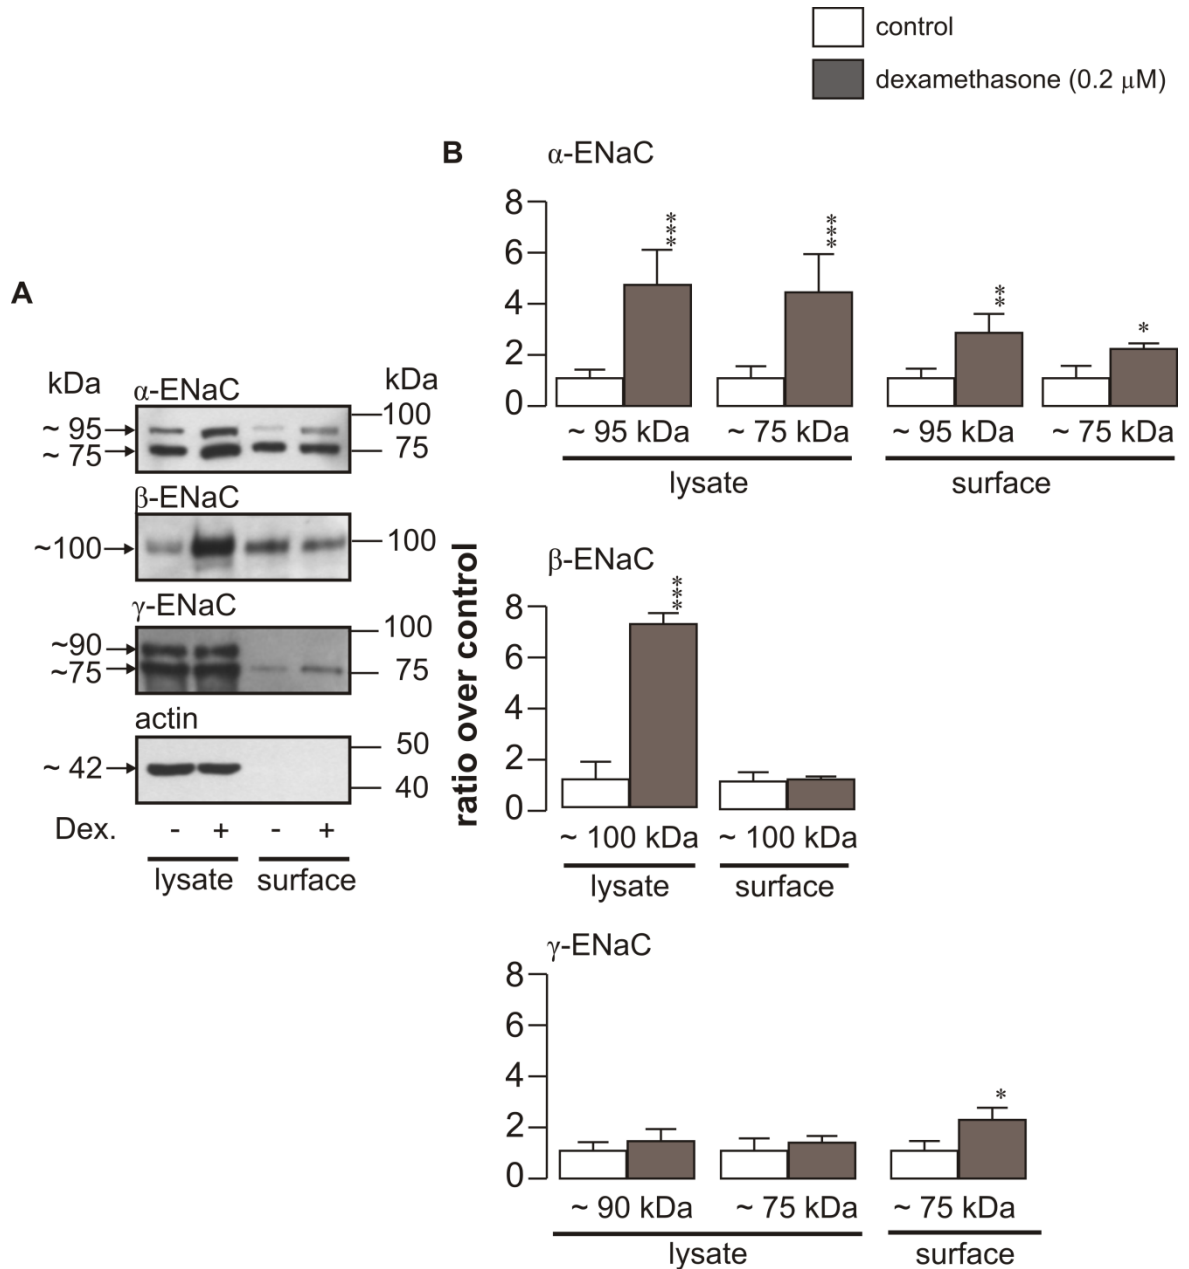 control
dexamethasone (0.2 μM)
A
kDa
α-ENaC
kDa
~ 95
~ 75
100
75
β-ENaC
~100
100
γ-ENaC
~90
~75
100
75
actin
~ 42
50
40
Dex. - + - +
lysate surface
B
ratio over control
α-ENaC
8
6
4
2
0
***
***
**
*
~ 95 kDa ~ 75 kDa ~ 95 kDa ~ 75 kDa
lysate surface
β-ENaC
8
6
4
2
0
***
~ 100 kDa ~ 100 kDa
lysate surface
γ-ENaC
8
6
4
2
0
*
~ 90 kDa ~ 75 kDa ~ 75 kDa
lysate surface